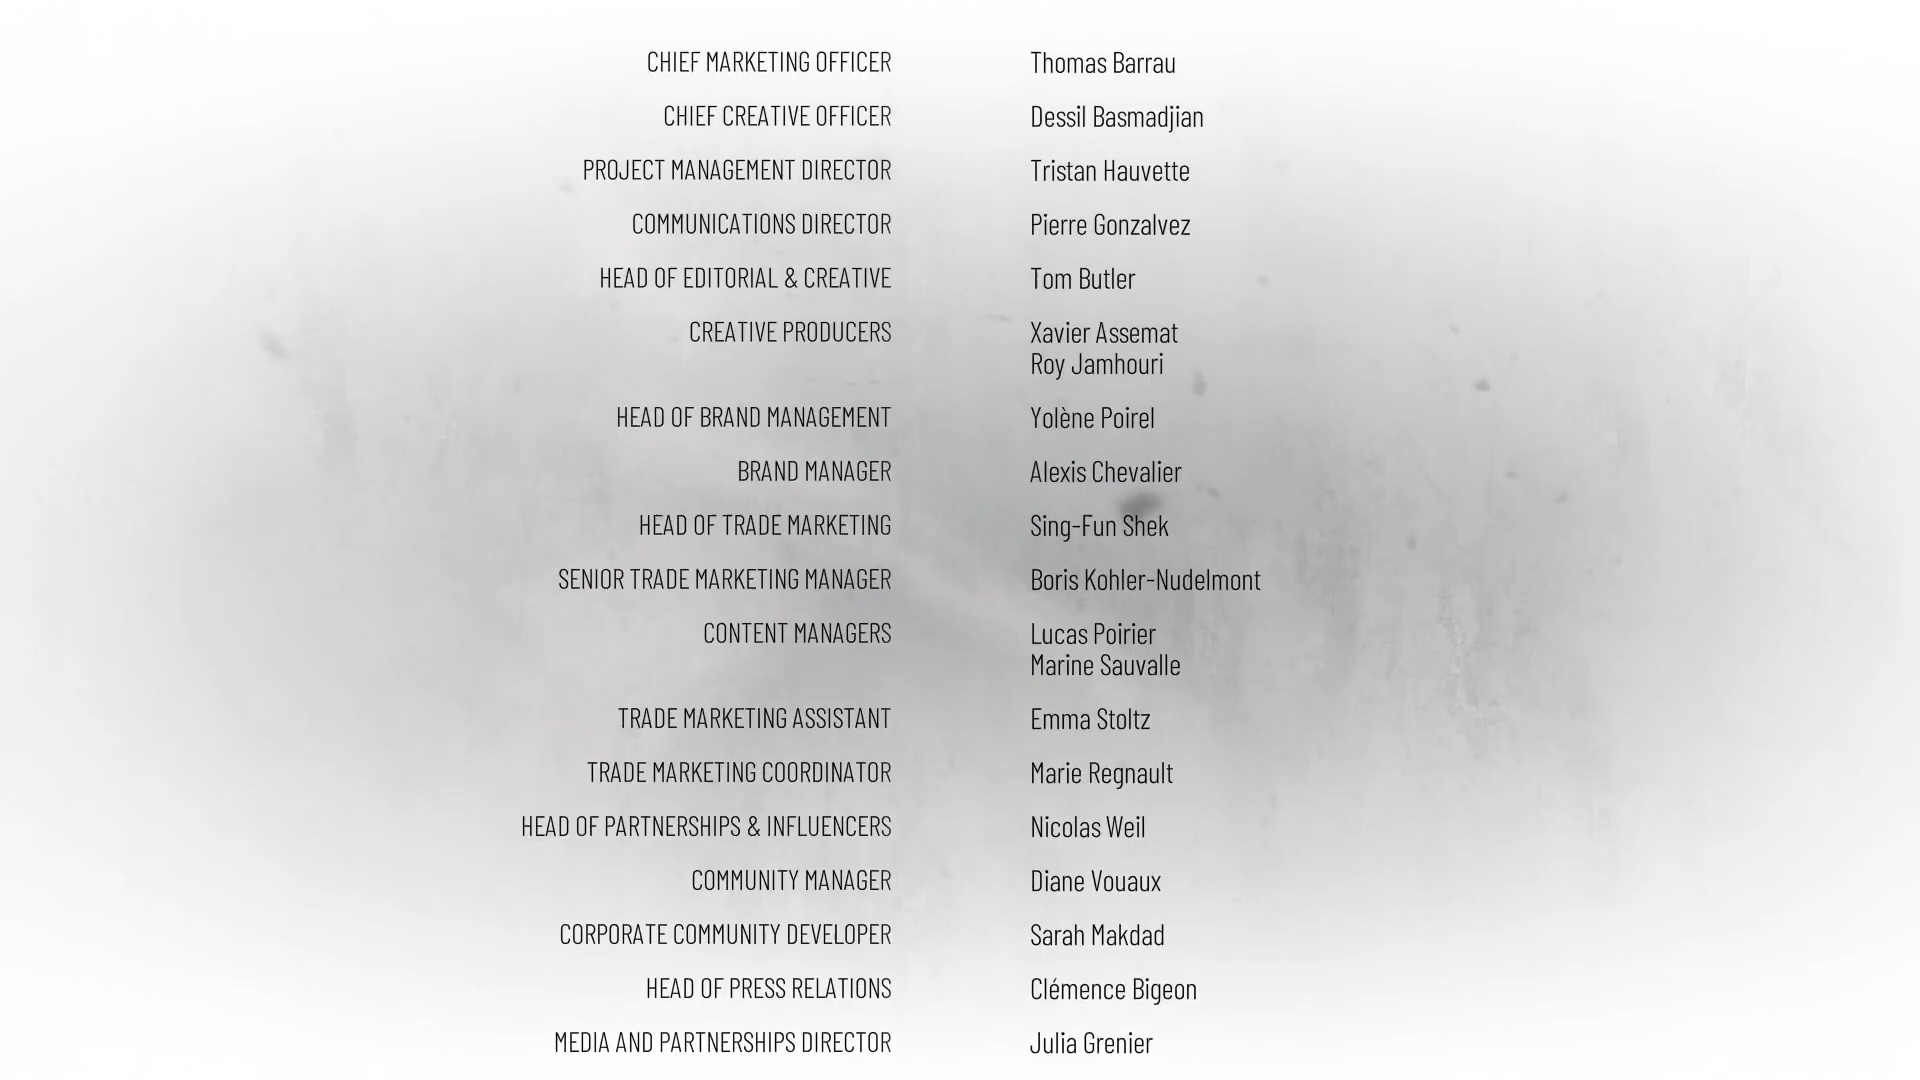 CHIEF MARKETING OFFICER Thomas Barrau
CHIEF CREATIVE OFFICER Dessil Basmadjian
PROJECT MANAGEMENT DIRECTOR Tristan Hauvette
COMMUNICATIONS DIRECTOR Pierre Gonzalvez
HEAD OF EDITORIAL & CREATIVE Tom Butler
CREATIVE PRODUCERS Xavier Assemat
Roy Jamhouri
HEAD OF BRAND MANAGEMENT Yolène Poirel
BRAND MANAGER Alexis Chevalier
HEAD OF TRADE MARKETING Sing-Fun Shek
SENIOR TRADE MARKETING MANAGER Boris Kohler-Nudelmont
CONTENT MANAGERS Lucas Poirier
Marine Sauvalle
TRADE MARKETING ASSISTANT Emma Stoltz
TRADE MARKETING COORDINATOR Marie Regnault
HEAD OF PARTNERSHIPS & INFLUENCERS Nicolas Weil
COMMUNITY MANAGER Diane Vouaux
CORPORATE COMMUNITY DEVELOPER Sarah Makdad
HEAD OF PRESS RELATIONS Clémence Bigeon
MEDIA AND PARTNERSHIPS DIRECTOR Julia Grenier